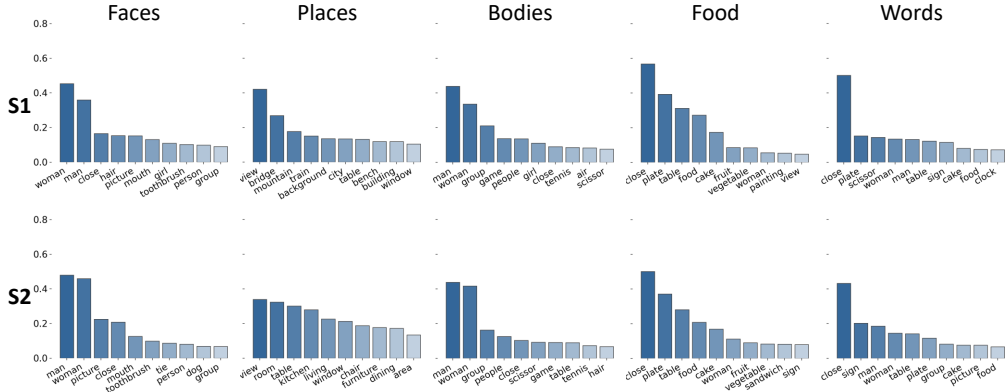 Faces Places Bodies Food Words
S1
0.8
0.6
0.4
0.2
0.0
woman man close hair picture mouth girl toothbrush person group
view bridge mountain train background city table bench building window
man woman group game people girl close tennis air scissor
close plate table food cake fruit vegetable woman painting view
close plate scissor woman man table sign cake food clock
S2
0.8
0.6
0.4
0.2
0.0
man woman picture close mouth toothbrush tie person dog group
view room table kitchen living window chair furniture dining area
man woman group people close scissor game table tennis hair
close plate table food cake woman fruit vegetable sandwich sign
close sign man woman table plate group cake picture food